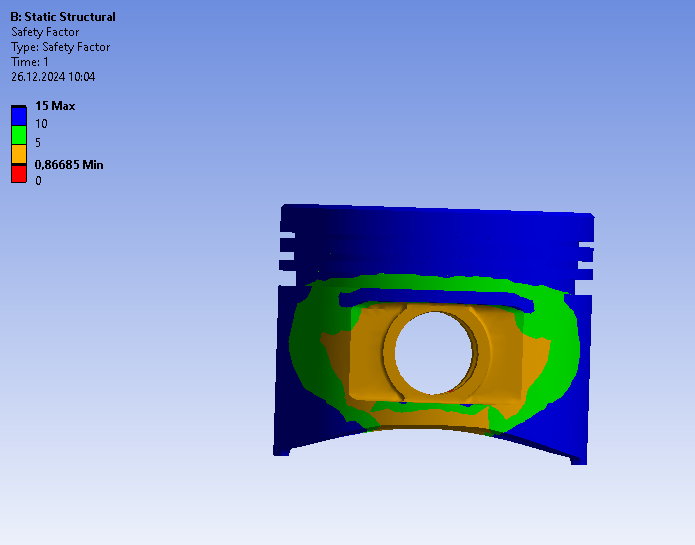 B: Static Structural
Safety Factor
Type: Safety Factor
Time: 1
26.12.2024 10:04
15 Max
10
5
0,86685 Min
0